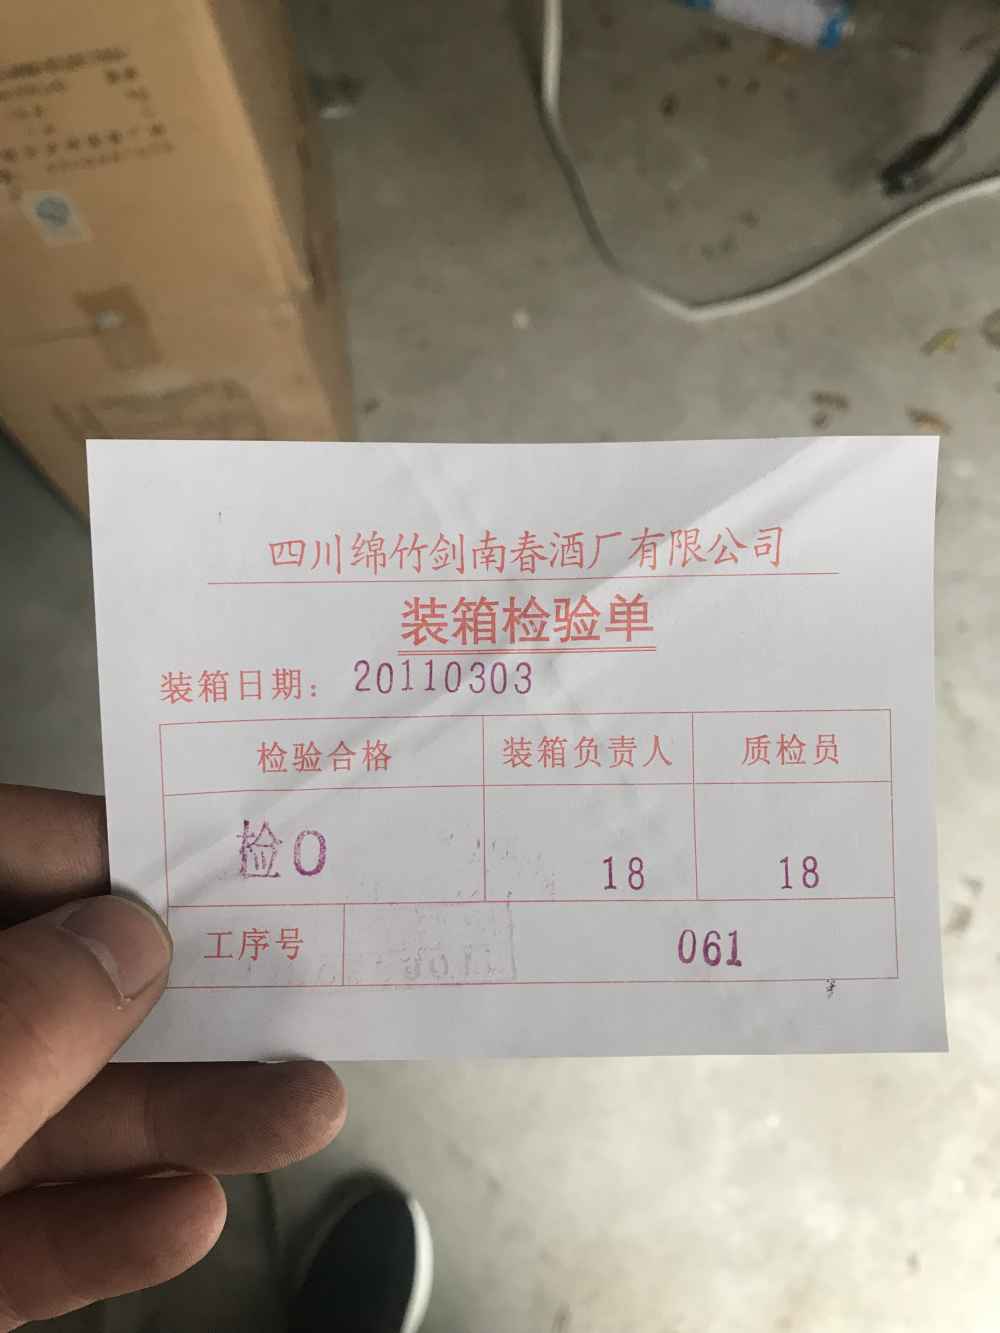 四川绵竹剑南春酒厂有限公司
装箱检验单
装箱日期： 20110303
检验合格 装箱负责人 质检员
检O 18 18
工序号 061